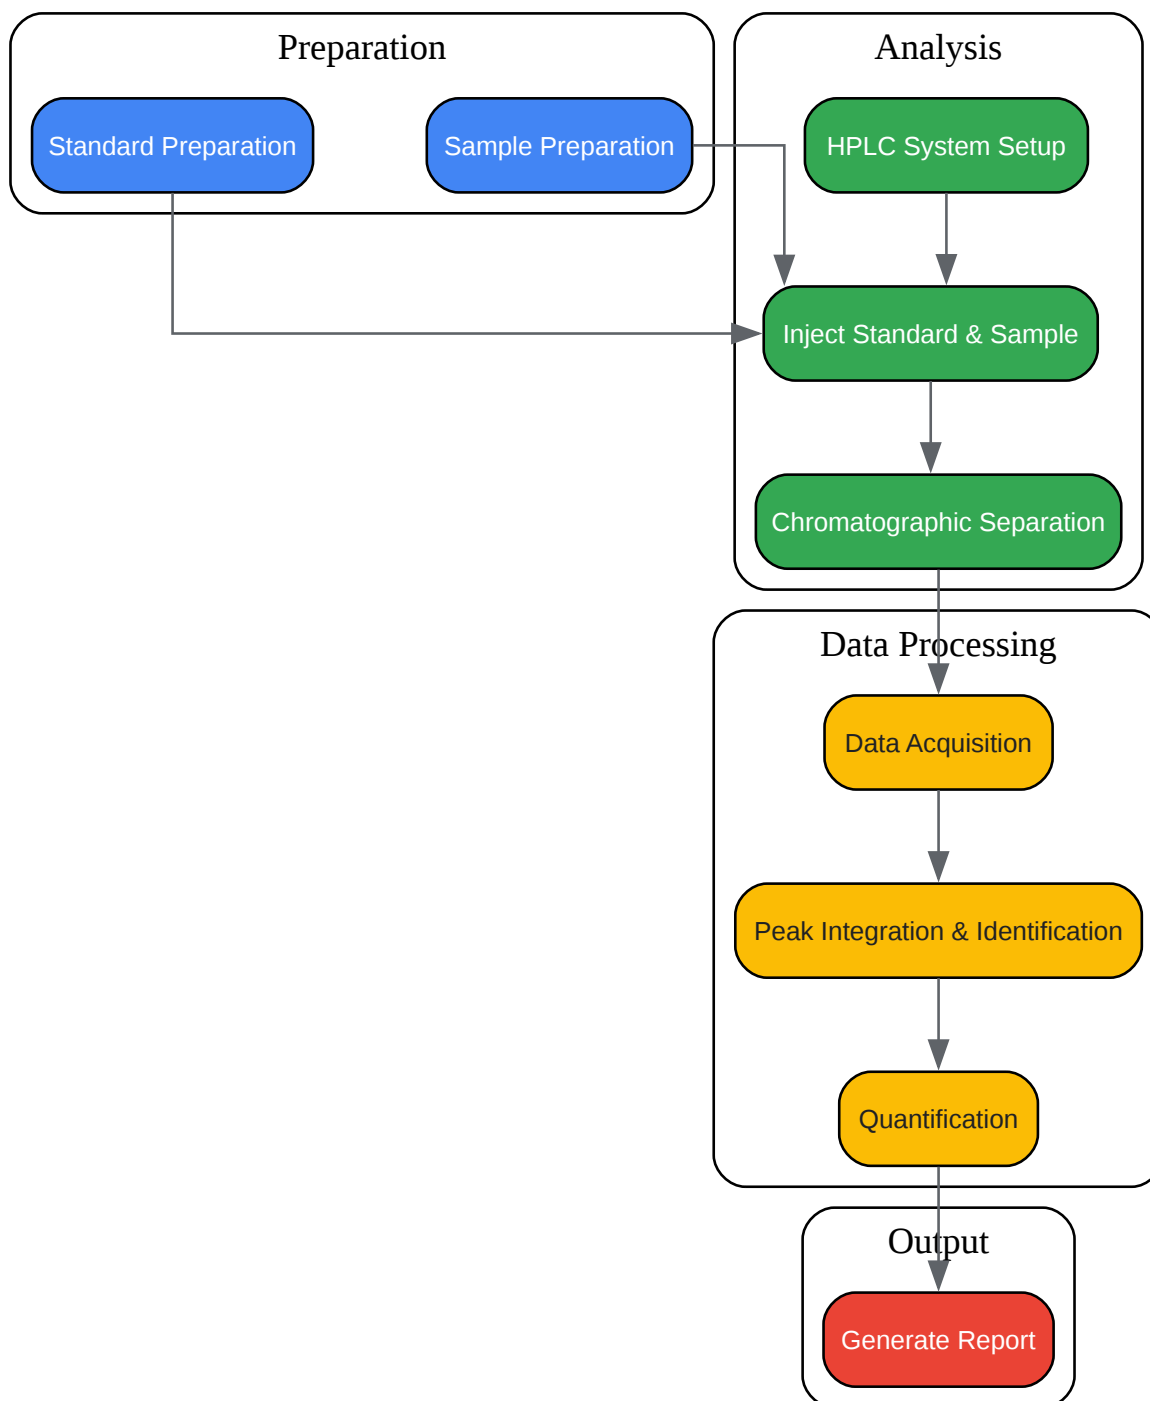 Preparation
Standard Preparation
Sample Preparation
Analysis
HPLC System Setup
Inject Standard & Sample
Chromatographic Separation
Data Processing
Data Acquisition
Peak Integration & Identification
Quantification
Output
Generate Report